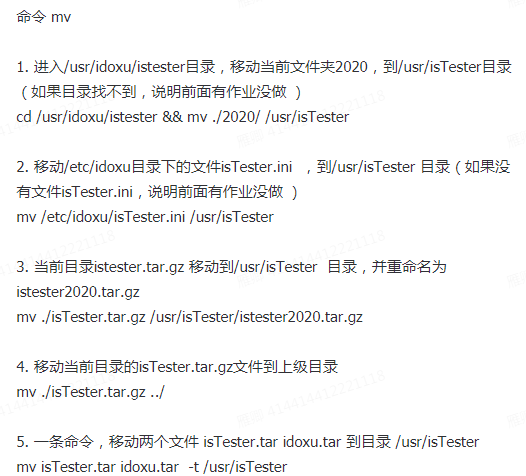 命令 mv
1. 进入/usr/idoxu/istester目录，移动当前文件夹2020，到/usr/isTester目录
（如果目录找不到，说明前面有作业没做 ）
cd /usr/idoxu/istester && mv ./2020/ /usr/isTester
2. 移动/etc/idoxu目录下的文件isTester.ini ，到/usr/isTester 目录（如果没
有文件isTester.ini，说明前面有作业没做 ）
mv /etc/idoxu/isTester.ini /usr/isTester
3. 当前目录istester.tar.gz 移动到/usr/isTester 目录，并重命名为
istester2020.tar.gz
mv ./isTester.tar.gz /usr/isTester/istester2020.tar.gz
4. 移动当前目录的isTester.tar.gz文件到上级目录
mv ./isTester.tar.gz ../
5. 一条命令，移动两个文件 isTester.tar idoxu.tar 到目录 /usr/isTester
mv isTester.tar idoxu.tar -t /usr/isTester